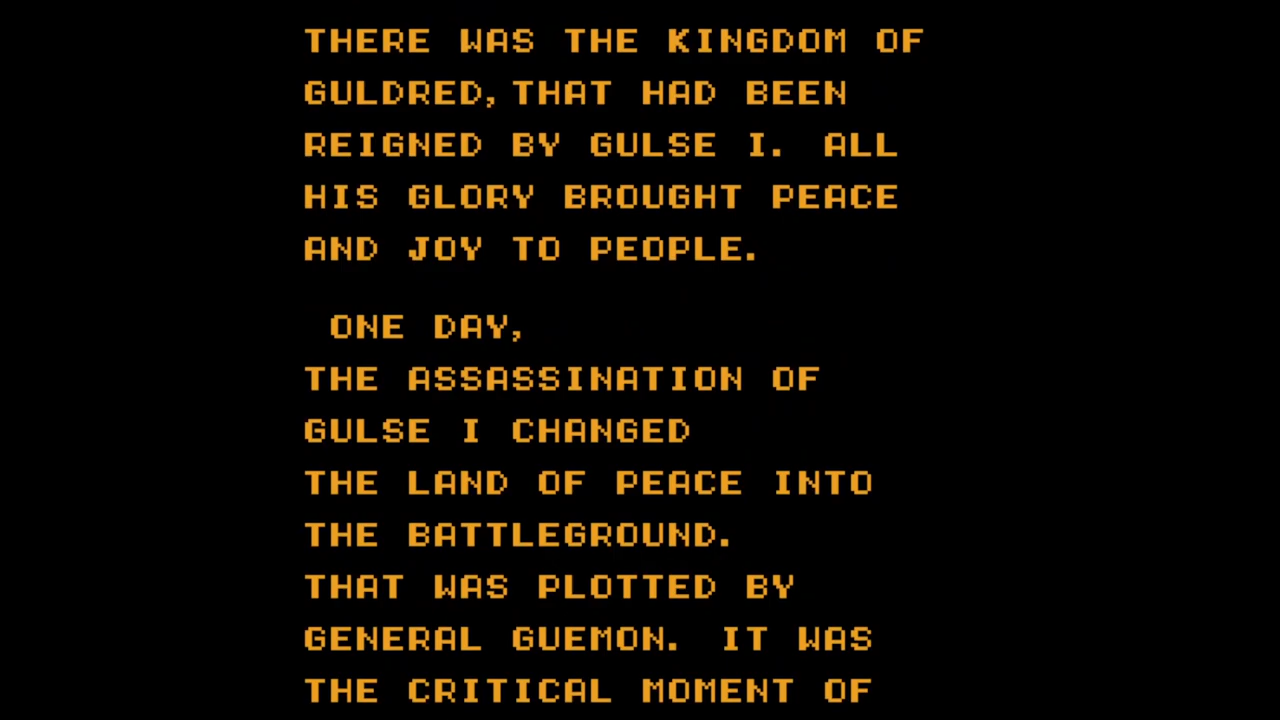 THERE WAS THE KINGDOM OF
GULDRED, THAT HAD BEEN
REIGNED BY GULSE I. ALL
HIS GLORY BROUGHT PEACE
AND JOY TO PEOPLE.
ONE DAY,
THE ASSASSINATION OF
GULSE I CHANGED
THE LAND OF PEACE INTO
THE BATTLEGROUND.
THAT WAS PLOTTED BY
GENERAL GUEMON. IT WAS
THE CRITICAL MOMENT OF